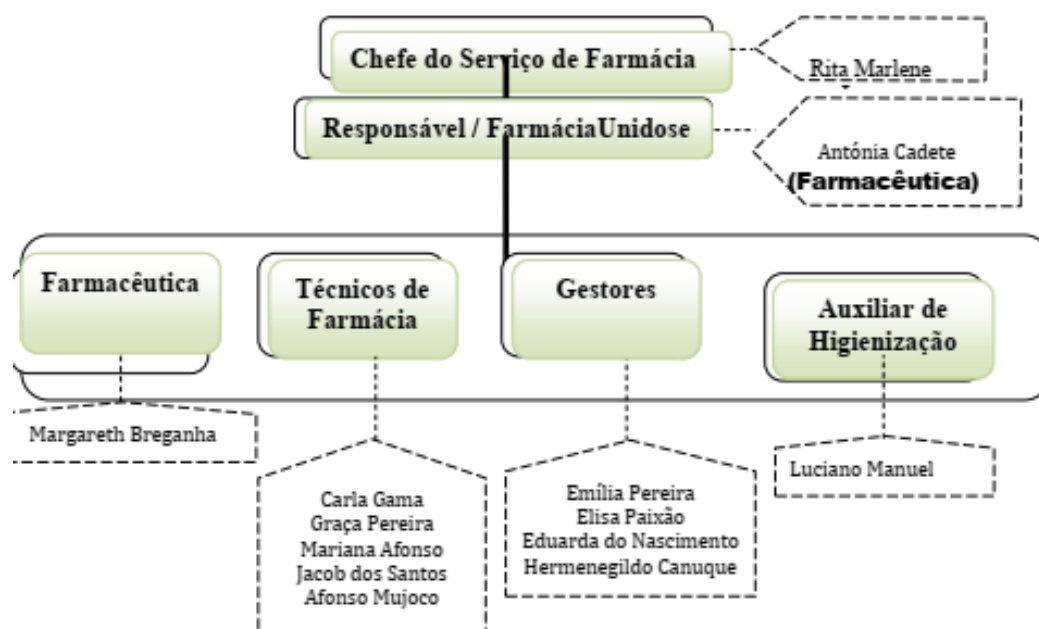 Chefe do Serviço de Farmácia
Rita Marlene
Responsável / FarmáciaUnidose
Antónia Cadete
(Farmacêutica)
Farmacêutica
Técnicos de
Farmácia
Gestores
Auxiliar de
Higienização
Margareth Breganha
Carla Gama
Graça Pereira
Mariana Afonso
Jacob dos Santos
Afonso Mujoco
Emília Pereira
Elisa Paixão
Eduarda do Nascimento
Hermenegildo Canuque
Luciano Manuel